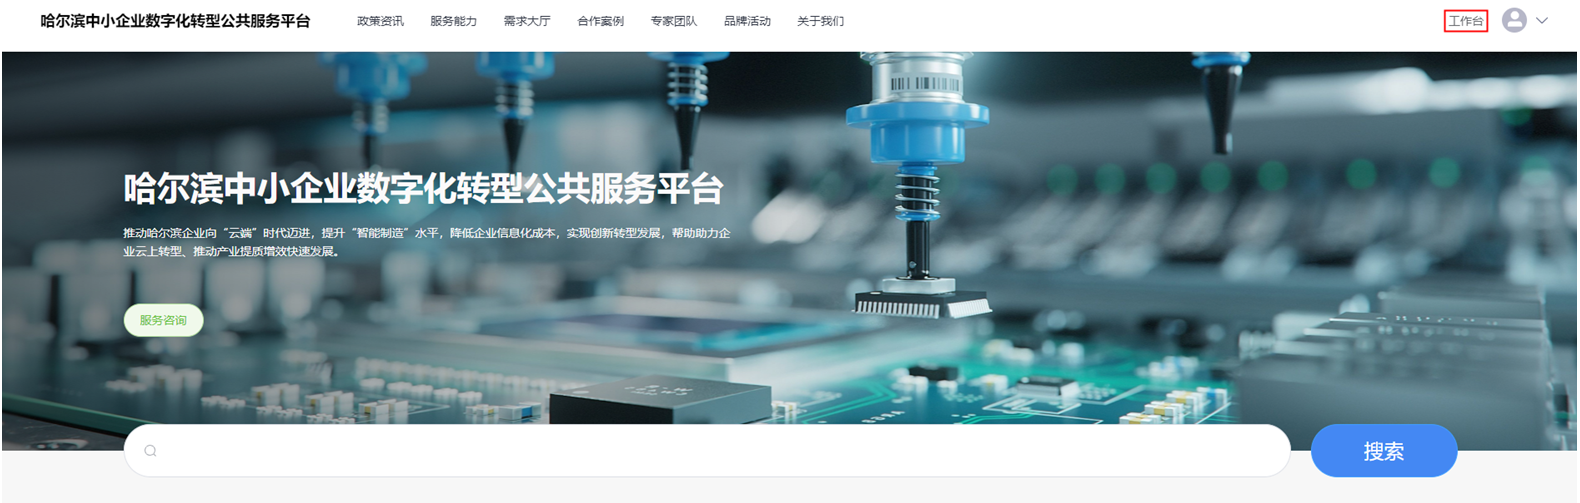 哈尔滨中小企业数字化转型公共服务平台
政策资讯
服务能力
需求大厅
合作案例
专家团队
品牌活动
关于我们
工作台
哈尔滨中小企业数字化转型公共服务平台
推动哈尔滨企业向“云端”时代迈进，提升“智能制造”水平，降低企业信息化成本，实现创新转型发展，帮助助力企
业云上转型、推动产业提质增效快速发展。
服务咨询
搜索